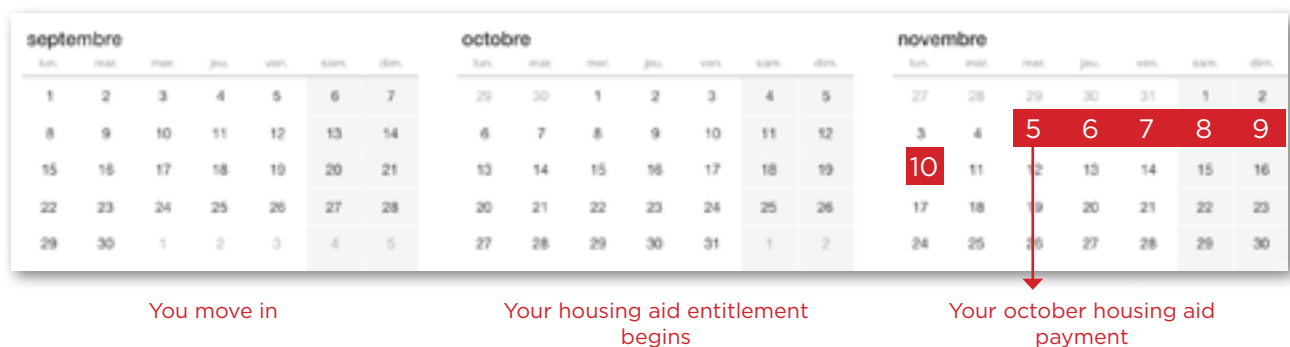 septembre
lun. mar. mer. jeu. ven. sam. dim.
1 2 3 4 5 6 7
8 9 10 11 12 13 14
15 16 17 18 19 20 21
22 23 24 25 26 27 28
29 30 1 2 3 4 5
octobre
lun. mar. mer. jeu. ven. sam. dim.
29 30 1 2 3 4 5
6 7 8 9 10 11 12
13 14 15 16 17 18 19
20 21 22 23 24 25 26
27 28 29 30 31 1 2
novembre
lun. mar. mer. jeu. ven. sam. dim.
27 28 29 30 31 1 2
3 4 5 6 7 8 9
10 11 12 13 14 15 16
17 18 19 20 21 22 23
24 25 26 27 28 29 30
You move in
Your housing aid entitlement
begins
Your october housing aid
payment